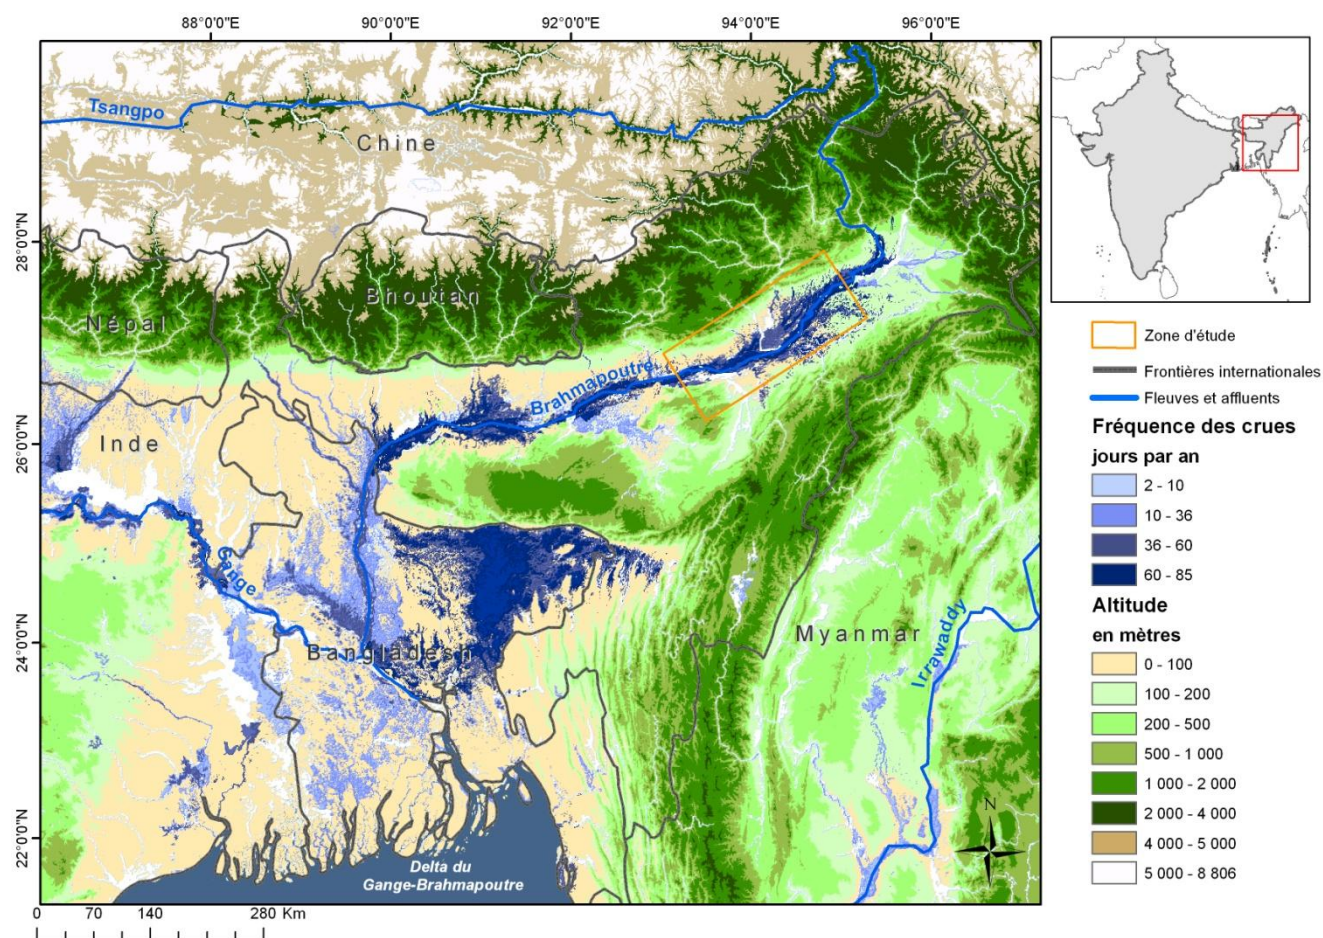 88°0'0"E
90°0'0"E
92°0'0"E
94°0'0"E
96°0'0"E
28°0'0"N
26°0'0"N
24°0'0"N
22°0'0"N
Tsangpo
Chine
Bhoutan
Népal
Brahmapoutre
Inde
Gange
Bangladesh
Myanmar
Irrawaddy
Delta du
Gange-Brahmapoutre
N
0 70 140 280 Km
Zone d'étude
Frontières internationales
Fleuves et affluents
Fréquence des crues
jours par an
2 - 10
10 - 36
36 - 60
60 - 85
Altitude
en mètres
0 - 100
100 - 200
200 - 500
500 - 1 000
1 000 - 2 000
2 000 - 4 000
4 000 - 5 000
5 000 - 8 806